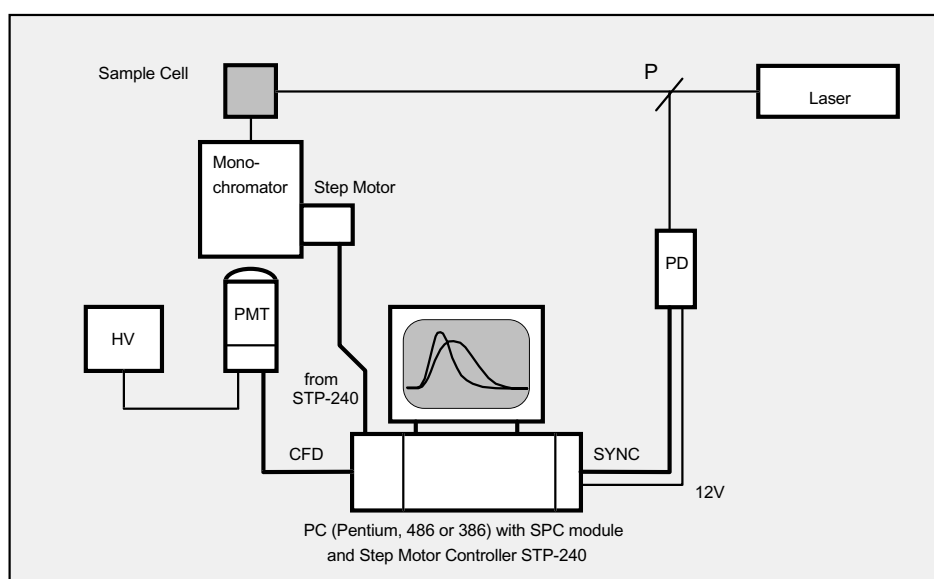 Sample Cell
P
Laser
Mono-
chromator
Step Motor
PD
PMT
HV
from
STP-240
CFD
SYNC
12V
PC (Pentium, 486 or 386) with SPC module
and Step Motor Controller STP-240